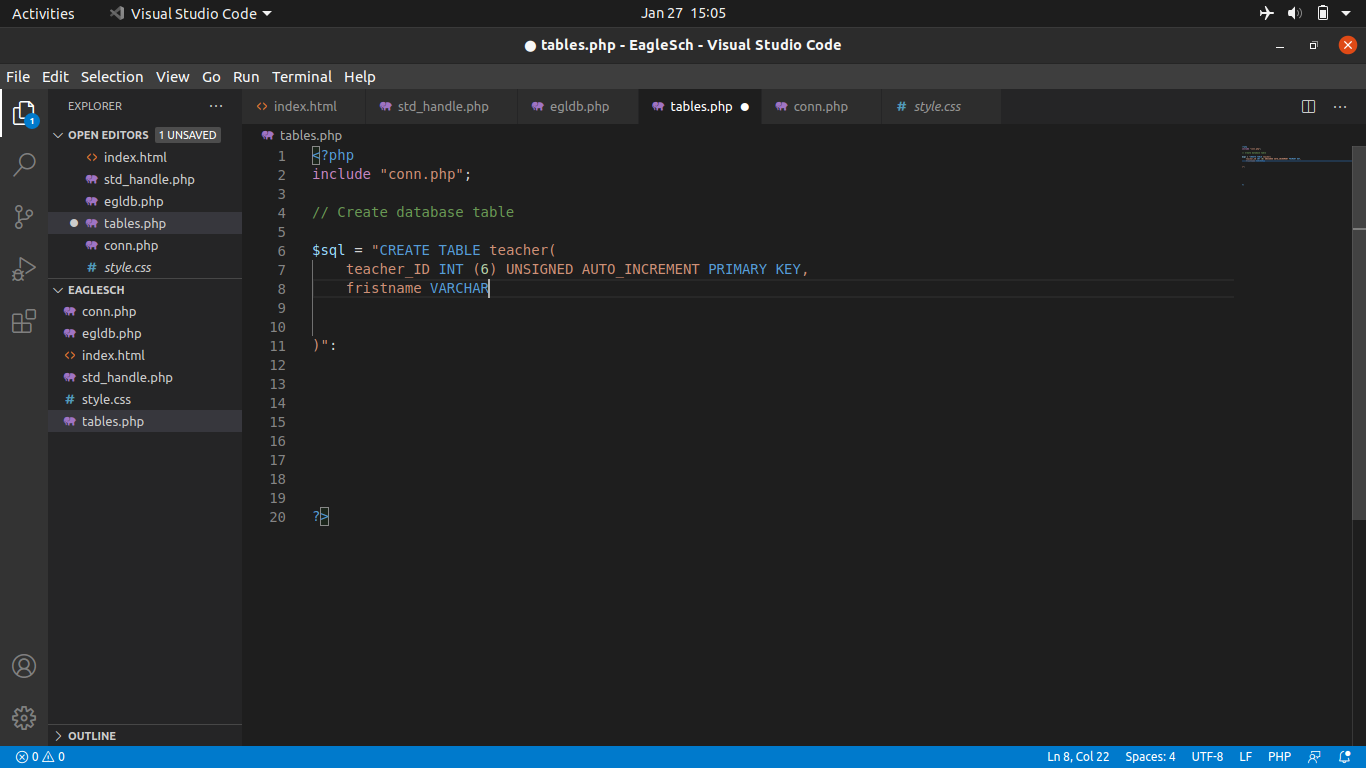 Activities Visual Studio Code Jan 27 15:05
tables.php - EagleSch - Visual Studio Code
File Edit Selection View Go Run Terminal Help
EXPLORER
index.html std_handle.php egldb.php tables.php conn.php style.css
1
OPEN EDITORS 1 UNSAVED
index.html
std_handle.php
egldb.php
tables.php
conn.php
# style.css
EAGLESCH
conn.php
egldb.php
index.html
std_handle.php
# style.css
tables.php
OUTLINE
tables.php
1 <?php
2 include "conn.php";
3
4 // Create database table
5
6 $sql = "CREATE TABLE teacher(
7 teacher_ID INT (6) UNSIGNED AUTO_INCREMENT PRIMARY KEY,
8 fristname VARCHAR
9
10
11 )":
12
13
14
15
16
17
18
19
20 ?>
0 0 Ln 8, Col 22 Spaces: 4 UTF-8 LF PHP